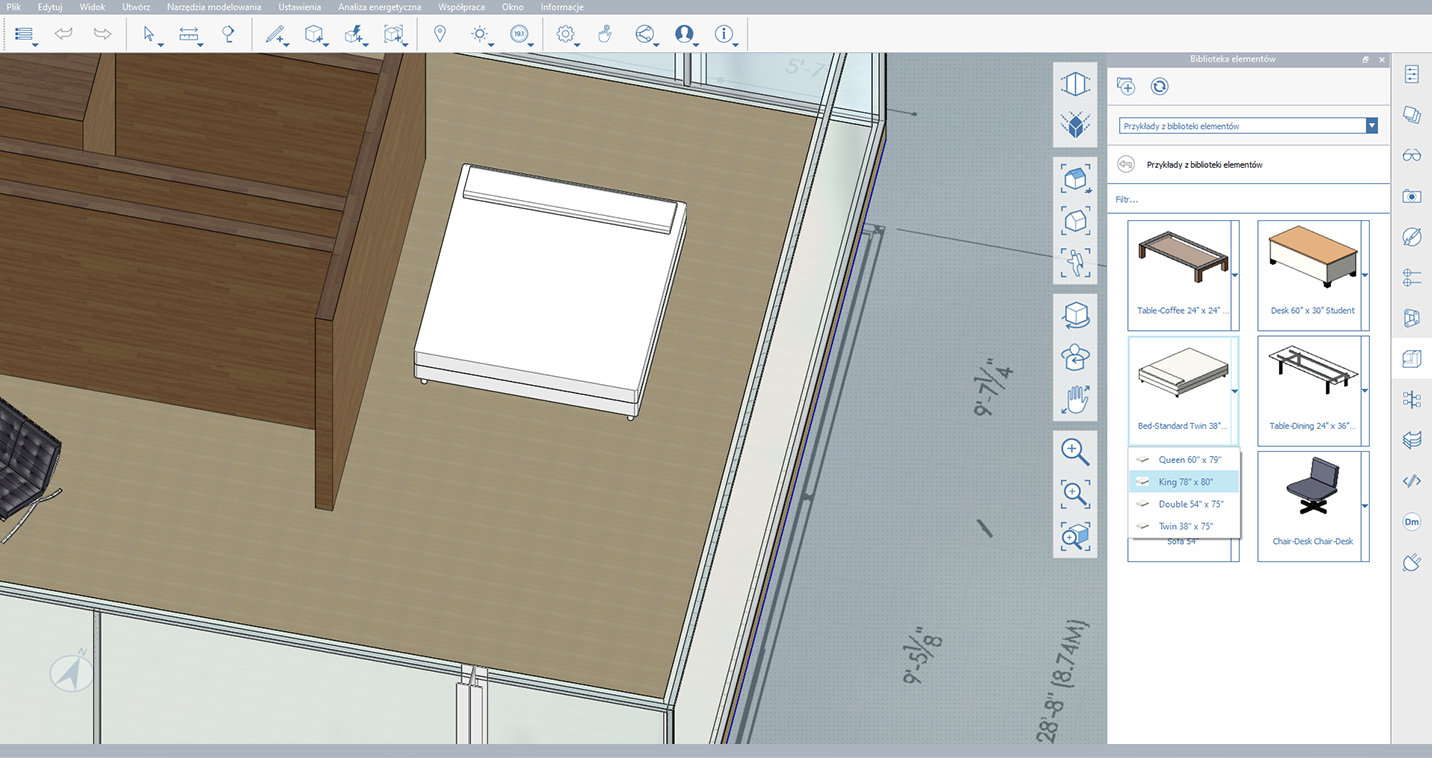 Plik Edytuj Widok Utwórz Narzędzia modelowania Ustawienia Analiza energetyczna Współpraca Okno Informacje
19.1
Biblioteka elementów
Przykłady z biblioteki elementów
Przykłady z biblioteki elementów
Filtr...
Table-Coffee 24" x 24" ...
Desk 60" x 30" Student
Bed-Standard Twin 38"...
Table-Dining 24" x 36"...
Queen 60" x 79"
King 78" x 80"
Double 54" x 75"
Twin 38" x 75"
Sofa 54"
Chair-Desk Chair-Desk
Dm
5'-7
9'-7 1/4"
9'-5 1/8"
28'-8" [8.74M]
N